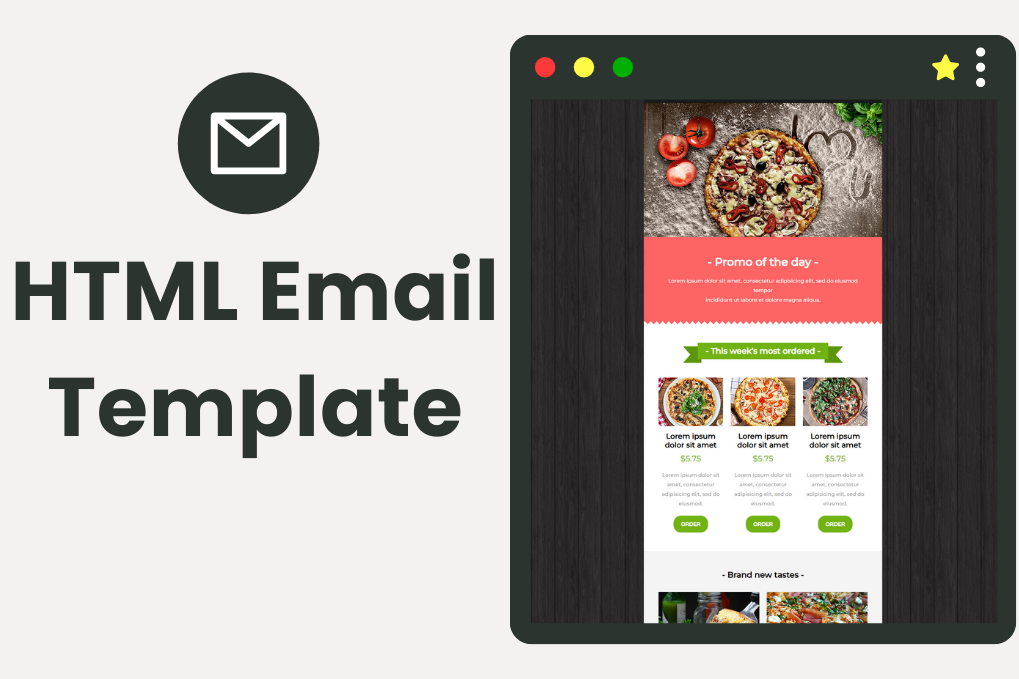 HTML Email
Template
- Promo of the day -
Lorem ipsum dolor sit amet, consectetur adipisicing elit, sed do eiusmod
tempor
incididunt ut labore et dolore magna aliqua.
- This week's most ordered -
Lorem ipsum
dolor sit amet
$5.75
Lorem ipsum dolor sit
amet, consectetur
adipisicing elit, sed do
eiusmod.
ORDER
Lorem ipsum
dolor sit amet
$5.75
Lorem ipsum dolor sit
amet, consectetur
adipisicing elit, sed do
eiusmod.
ORDER
Lorem ipsum
dolor sit amet
$5.75
Lorem ipsum dolor sit
amet, consectetur
adipisicing elit, sed do
eiusmod.
ORDER
- Brand new tastes -